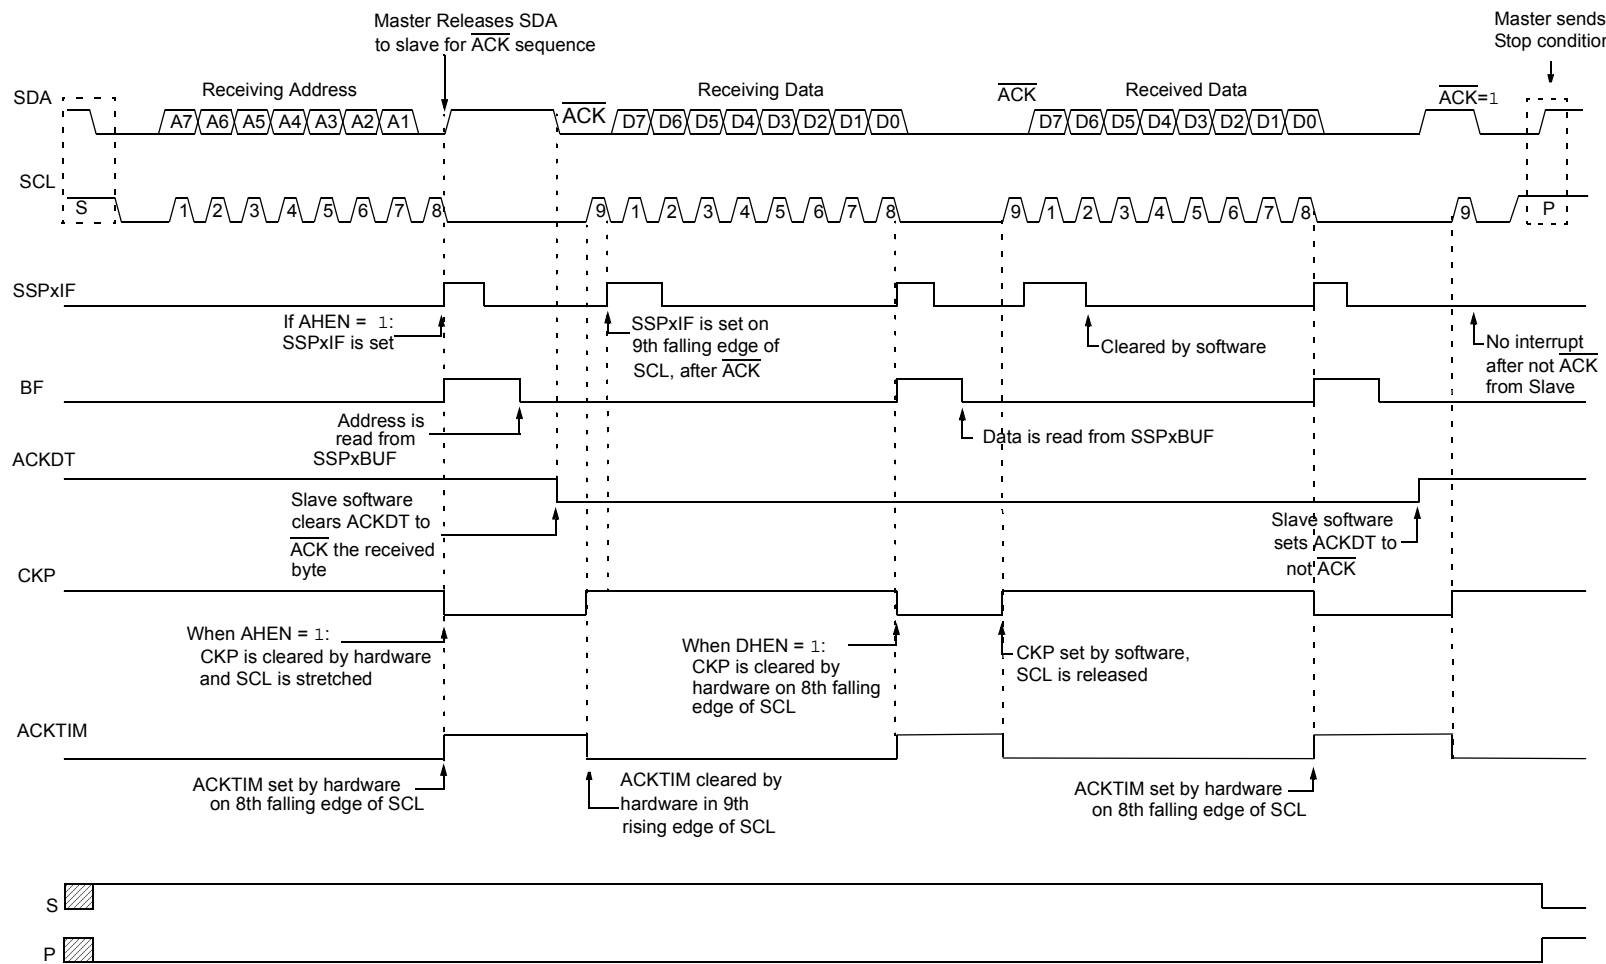 Master Releases SDA
to slave for ACK sequence
Master sends
Stop condition
SDA
Receiving Address
ACK
Receiving Data
ACK
Received Data
ACK=1
A7 A6 A5 A4 A3 A2 A1
D7 D6 D5 D4 D3 D2 D1 D0
D7 D6 D5 D4 D3 D2 D1 D0
SCL
S
1 2 3 4 5 6 7 8
9 1 2 3 4 5 6 7 8
9 1 2 3 4 5 6 7 8
9
P
SSPxIF
If AHEN = 1:
SSPxIF is set
SSPxIF is set on
9th falling edge of
SCL, after ACK
Cleared by software
No interrupt
after not ACK
from Slave
BF
Address is
read from
SSPxBUF
Data is read from SSPxBUF
ACKDT
Slave software
clears ACKDT to
ACK the received
byte
Slave software
sets ACKDT to
not ACK
CKP
When AHEN = 1:
CKP is cleared by hardware
and SCL is stretched
When DHEN = 1:
CKP is cleared by
hardware on 8th falling
edge of SCL
CKP set by software,
SCL is released
ACKTIM
ACKTIM set by hardware
on 8th falling edge of SCL
ACKTIM cleared by
hardware in 9th
rising edge of SCL
ACKTIM set by hardware
on 8th falling edge of SCL
S
P